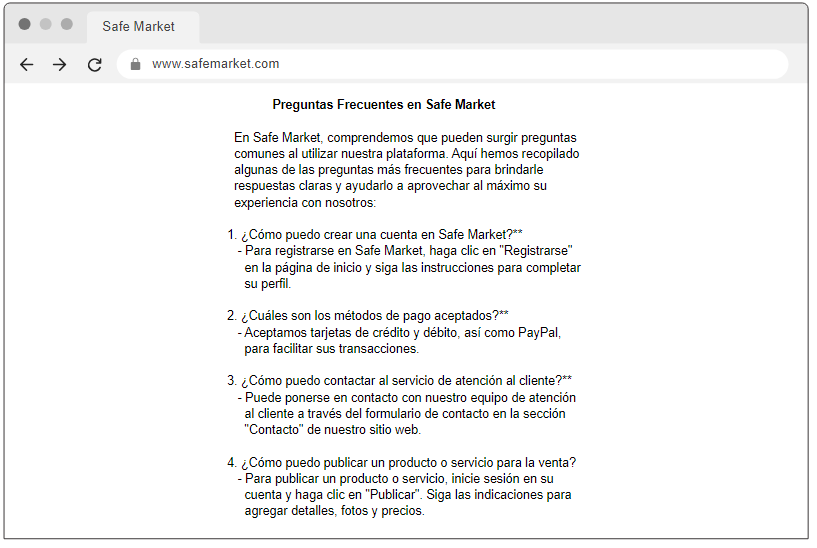 Safe Market
www.safemarket.com
Preguntas Frecuentes en Safe Market
En Safe Market, comprendemos que pueden surgir preguntas
comunes al utilizar nuestra plataforma. Aquí hemos recopilado
algunas de las preguntas más frecuentes para brindarle
respuestas claras y ayudarlo a aprovechar al máximo su
experiencia con nosotros:
1. ¿Cómo puedo crear una cuenta en Safe Market?**
- Para registrarse en Safe Market, haga clic en "Registrarse"
en la página de inicio y siga las instrucciones para completar
su perfil.
2. ¿Cuáles son los métodos de pago aceptados?**
- Aceptamos tarjetas de crédito y débito, así como PayPal,
para facilitar sus transacciones.
3. ¿Cómo puedo contactar al servicio de atención al cliente?**
- Puede ponerse en contacto con nuestro equipo de atención
al cliente a través del formulario de contacto en la sección
"Contacto" de nuestro sitio web.
4. ¿Cómo puedo publicar un producto o servicio para la venta?
- Para publicar un producto o servicio, inicie sesión en su
cuenta y haga clic en "Publicar". Siga las indicaciones para
agregar detalles, fotos y precios.